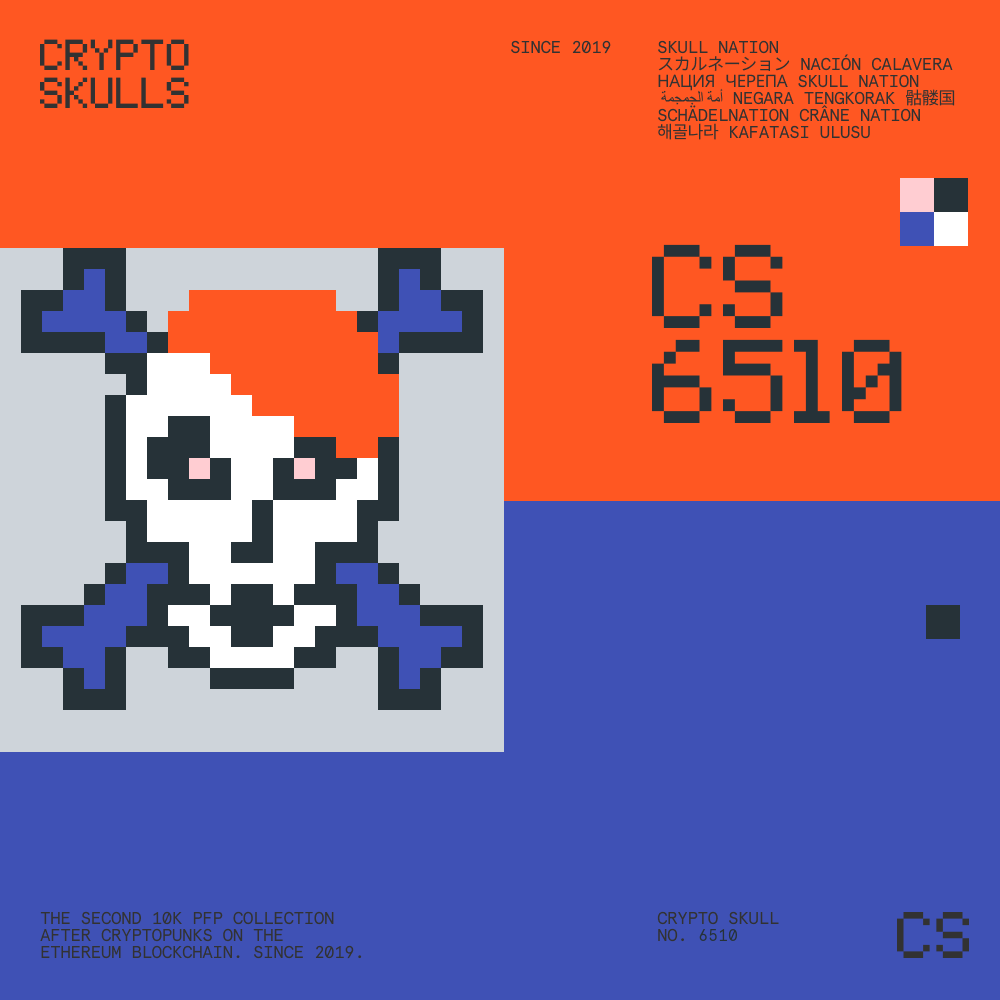 CRYPTO
SKULLS
SINCE 2019
SKULL NATION
スカルネーション NACIÓN CALAVERA
НАЦИЯ ЧЕРЕПА SKULL NATION
أمة الجمجمة NEGARA TENGKORAK 骷髅国
SCHÄDELNATION CRÂNE NATION
해골나라 KAFATASI ULUSU
CS
6510
THE SECOND 10K PFP COLLECTION
AFTER CRYPTOPUNKS ON THE
ETHEREUM BLOCKCHAIN. SINCE 2019.
CRYPTO SKULL
NO. 6510
CS